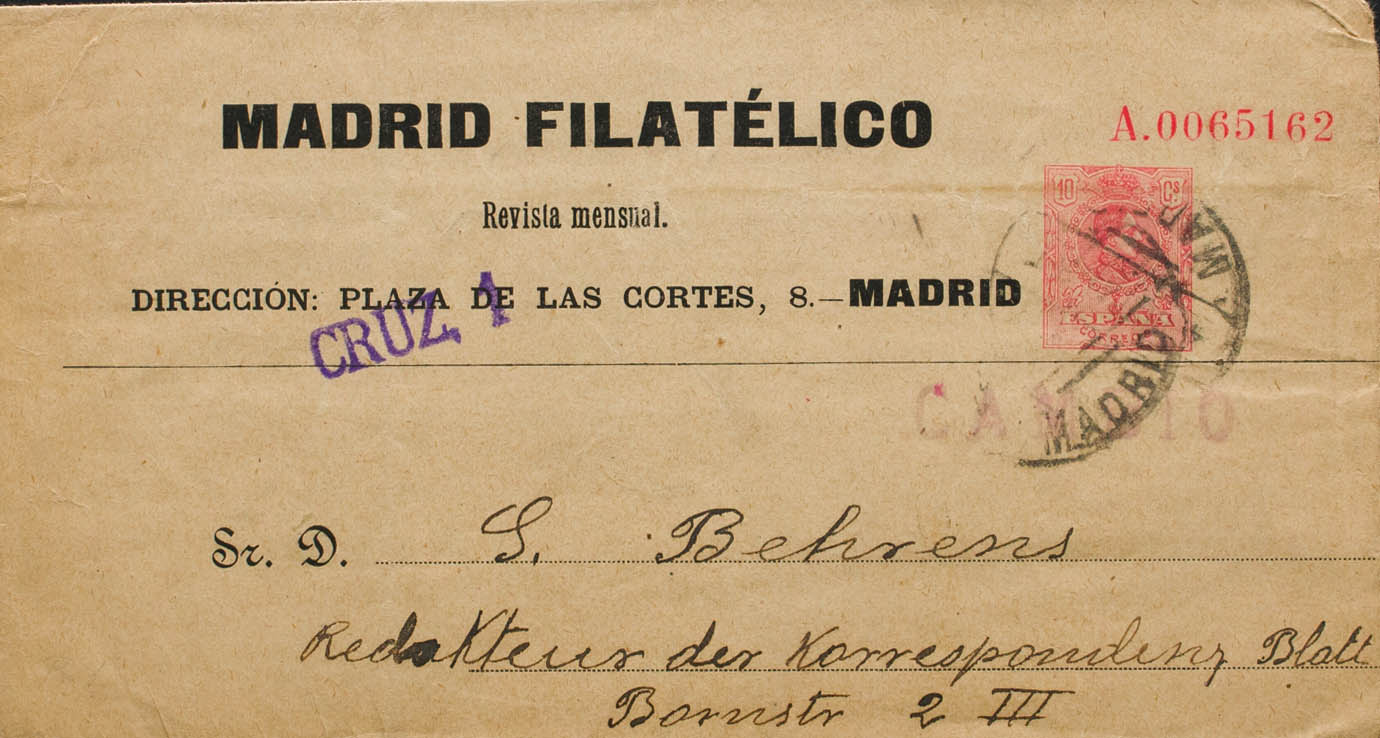 MADRID FILATÉLICO
A.0065162
Revista mensual.
10 Cs
ESPAÑA
CORREOS
DIRECCIÓN: PLAZA DE LAS CORTES, 8.—MADRID
CRUZ, 1
MADRID
CAMBIO
Sr. D. S. Behrens
Redakteur der Korrespondenz Blatt
Bornstr 2 III